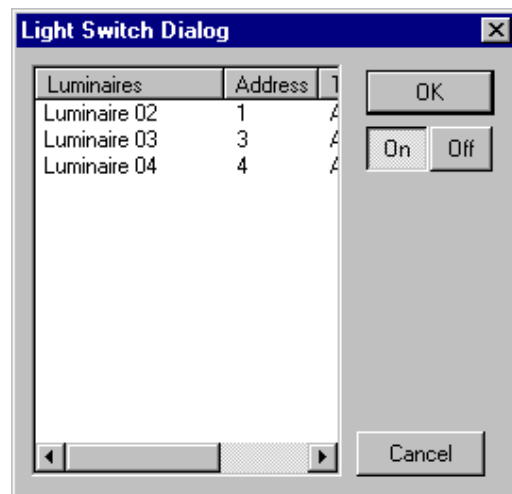 Light Switch Dialog
Luminaires Address T
Luminaire 02 1 A
Luminaire 03 3 A
Luminaire 04 4 A
OK
On Off
Cancel